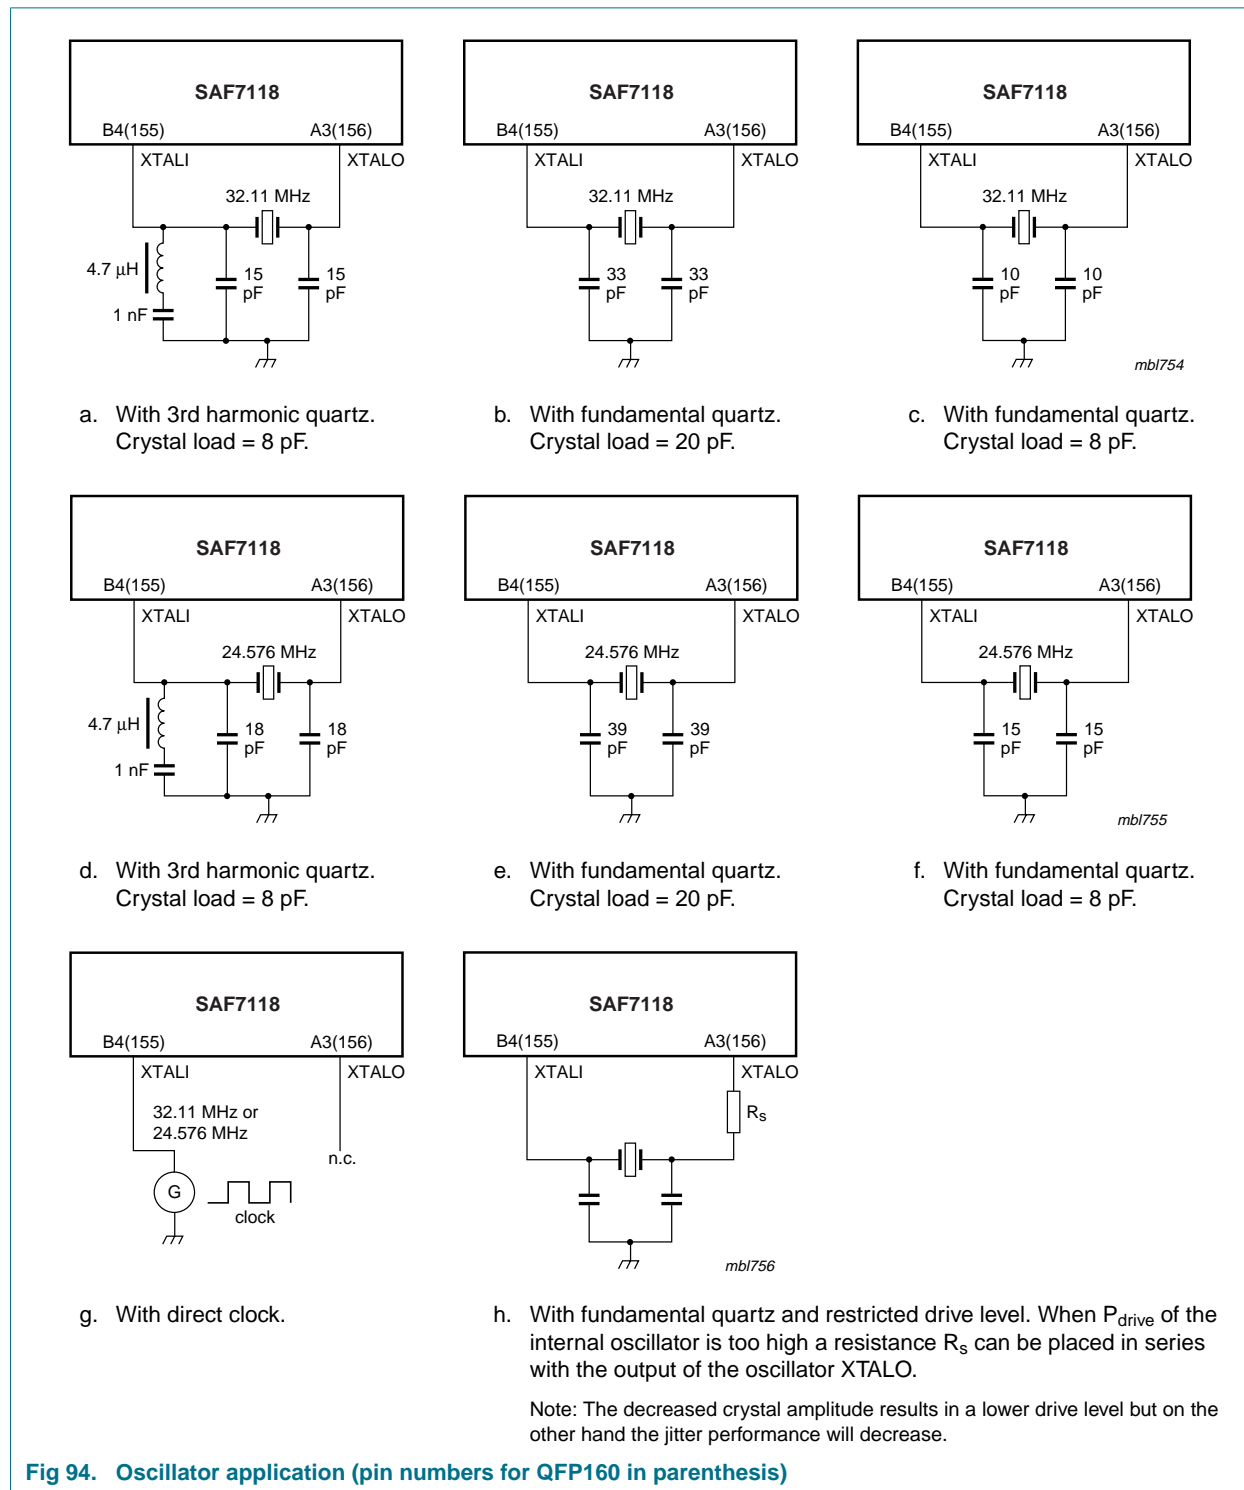 SAF7118
B4(155) A3(156)
XTALI XTALO
32.11 MHz
4.7 μH
15 pF
15 pF
1 nF
SAF7118
B4(155) A3(156)
XTALI XTALO
32.11 MHz
33 pF
33 pF
SAF7118
B4(155) A3(156)
XTALI XTALO
32.11 MHz
10 pF
10 pF
mbl754
a. With 3rd harmonic quartz.
Crystal load = 8 pF.
b. With fundamental quartz.
Crystal load = 20 pF.
c. With fundamental quartz.
Crystal load = 8 pF.
SAF7118
B4(155) A3(156)
XTALI XTALO
24.576 MHz
4.7 μH
18 pF
18 pF
1 nF
SAF7118
B4(155) A3(156)
XTALI XTALO
24.576 MHz
39 pF
39 pF
SAF7118
B4(155) A3(156)
XTALI XTALO
24.576 MHz
15 pF
15 pF
mbl755
d. With 3rd harmonic quartz.
Crystal load = 8 pF.
e. With fundamental quartz.
Crystal load = 20 pF.
f. With fundamental quartz.
Crystal load = 8 pF.
SAF7118
B4(155) A3(156)
XTALI XTALO
32.11 MHz or
24.576 MHz
n.c.
G
clock
SAF7118
B4(155) A3(156)
XTALI XTALO
Rs
mbl756
g. With direct clock.
h. With fundamental quartz and restricted drive level. When Pdrive of the
internal oscillator is too high a resistance Rs can be placed in series
with the output of the oscillator XTALO.
Note: The decreased crystal amplitude results in a lower drive level but on the
other hand the jitter performance will decrease.
Fig 94. Oscillator application (pin numbers for QFP160 in parenthesis)